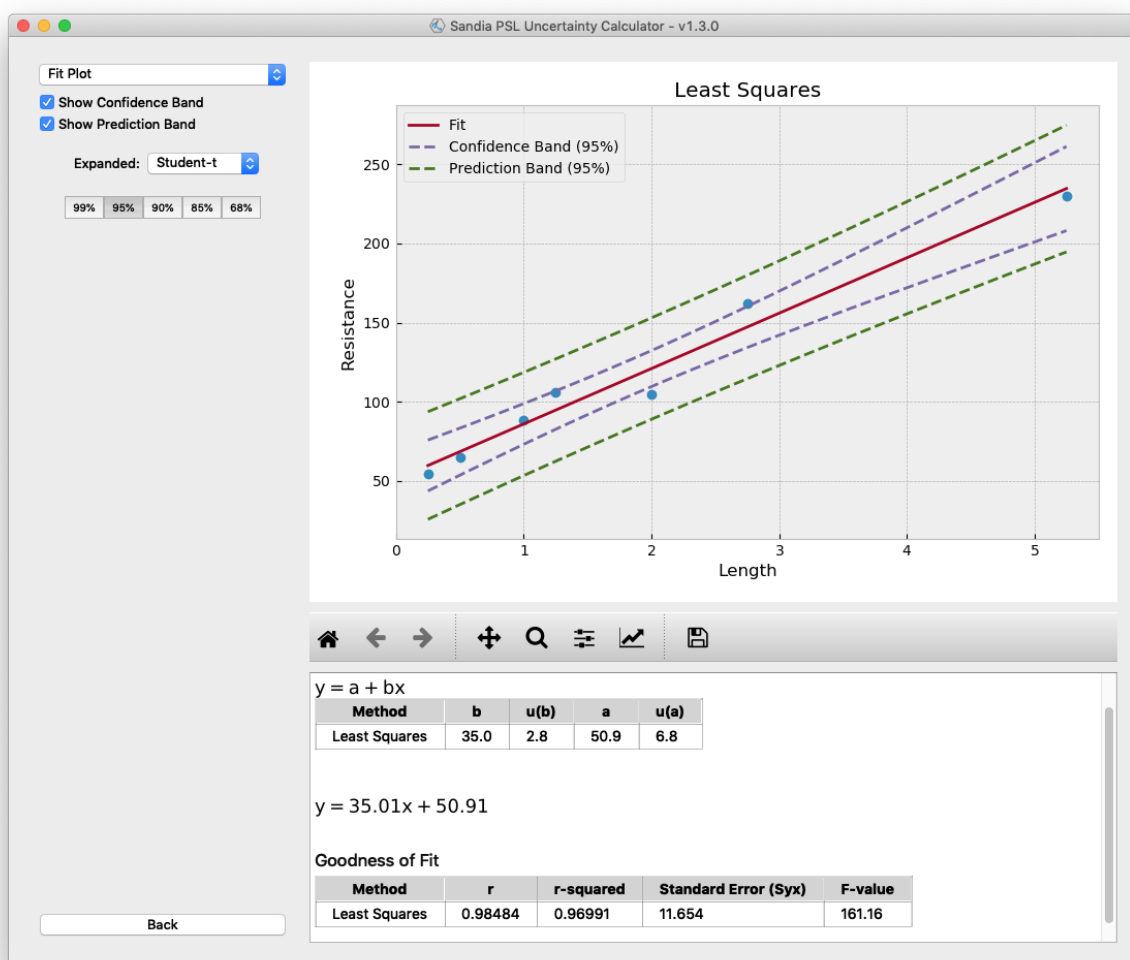 Sandia PSL Uncertainty Calculator - v1.3.0
Fit Plot
Show Confidence Band
Show Prediction Band
Expanded: Student-t
99% 95% 90% 85% 68%
Back
Least Squares
Fit
Confidence Band (95%)
Prediction Band (95%)
Resistance
250
200
150
100
50
0 1 2 3 4 5
Length
y = a + bx
Method b u(b) a u(a)
Least Squares 35.0 2.8 50.9 6.8
y = 35.01x + 50.91
Goodness of Fit
Method r r-squared Standard Error (Syx) F-value
Least Squares 0.98484 0.96991 11.654 161.16